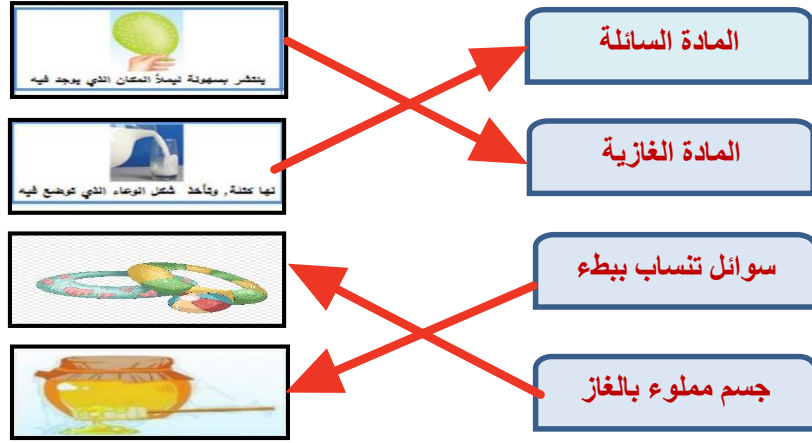 المادة السائلة
ينتشر بسهولة ليملأ المكان الذي يوجد فيه
المادة الغازية
لها كتلة, وتأخذ شكل الوعاء الذي توضع فيه
سوائل تنساب ببطء
جسم مملوء بالغاز